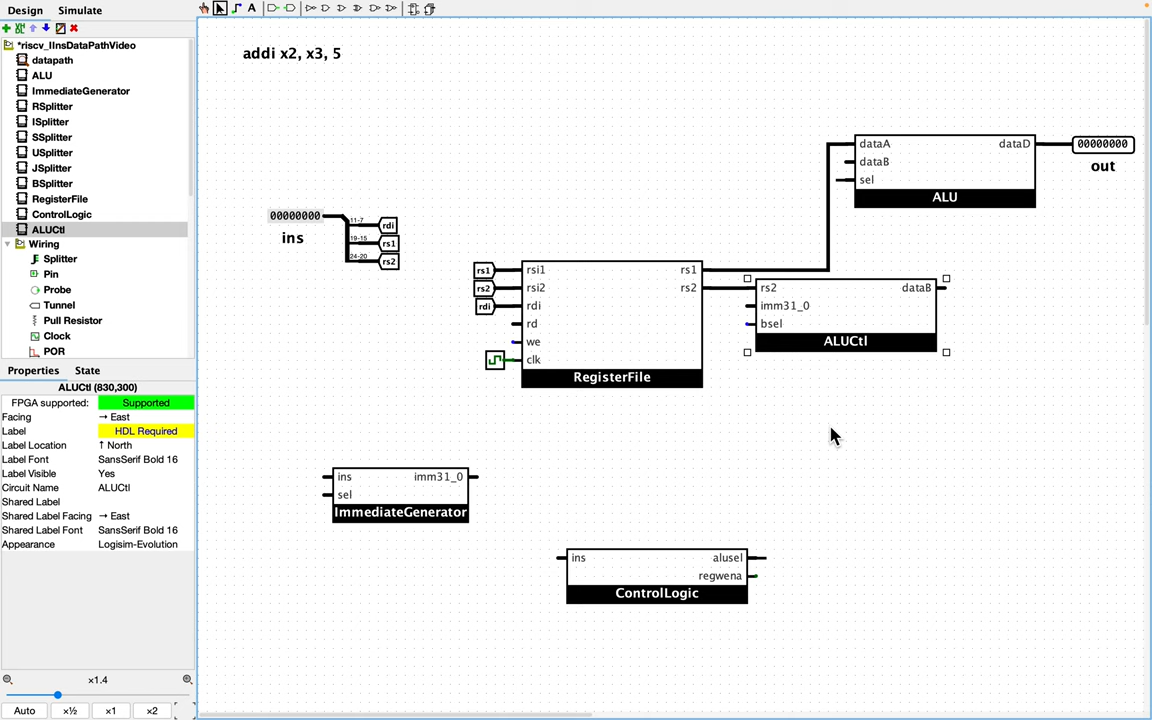 Design Simulate
*riscv_IInsDataPathVideo
datapath
ALU
ImmediateGenerator
RSplitter
ISplitter
SSplitter
USplitter
JSplitter
BSplitter
RegisterFile
ControlLogic
ALUCtl
Wiring
Splitter
Pin
Probe
Tunnel
Pull Resistor
Clock
POR
Properties State
ALUCtl (830,300)
FPGA supported: Supported
Facing → East
Label HDL Required
Label Location ↑ North
Label Font SansSerif Bold 16
Label Visible Yes
Circuit Name ALUCtl
Shared Label
Shared Label Facing → East
Shared Label Font SansSerif Bold 16
Appearance Logisim-Evolution
×1.4
Auto ×½ ×1 ×2
A
addi x2, x3, 5
dataA dataD
dataB
sel
ALU
00000000
out
00000000
ins
11-7 rdi
19-15 rs1
24-20 rs2
rs1 rsi1 rs1
rs2 rsi2 rs2
rdi rdi
rd
we
clk
RegisterFile
rs2 dataB
imm31_0
bsel
ALUCtl
ins imm31_0
sel
ImmediateGenerator
ins alusel
regwena
ControlLogic